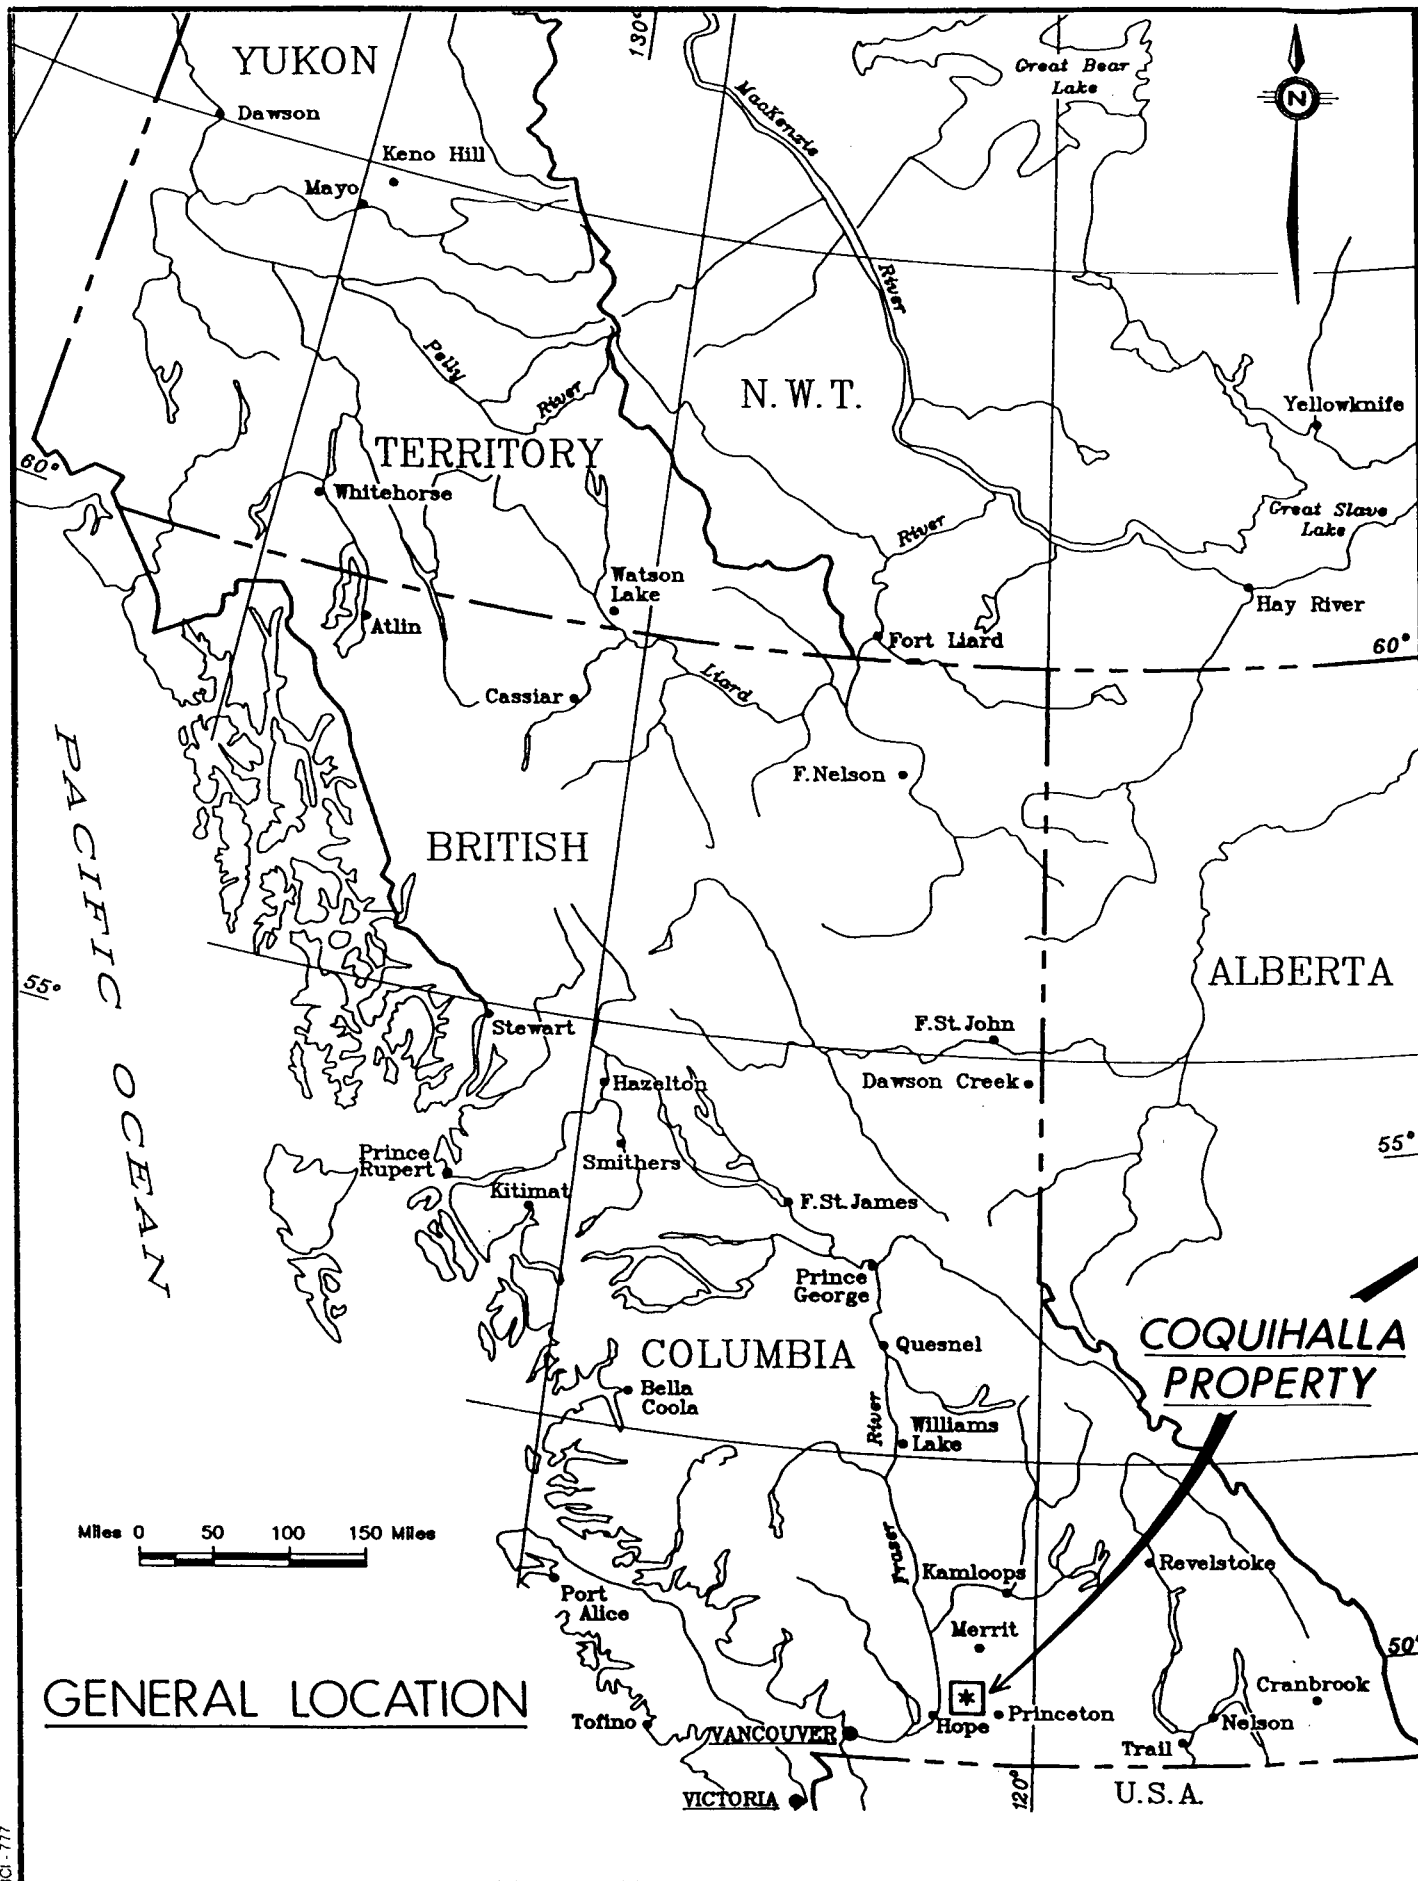 YUKON
130°
Great Bear
Lake
N
Dawson
MacKenzie
Keno Hill
Mayo
River
Pelly
River
N.W.T.
Yellowknife
TERRITORY
60°
Whitehorse
River
Great Slave
Lake
Watson
Lake
Hay River
Atlin
Fort Liard
60°
Liard
Cassiar
PACIFIC OCEAN
F.Nelson
BRITISH
ALBERTA
55°
Stewart
F.St.John
Hazelton
Dawson Creek
55°
Prince
Rupert
Smithers
Kitimat
F.St.James
Prince
George
COQUIHALLA
PROPERTY
Quesnel
COLUMBIA
Bella
Coola
River
Williams
Lake
Miles 0 50 100 150 Miles
Fraser
Kamloops
Revelstoke
Port
Alice
Merrit
50°
GENERAL LOCATION
*
Cranbrook
Tofino
VANCOUVER
Hope
Princeton
Nelson
Trail
VICTORIA
120°
U.S.A.